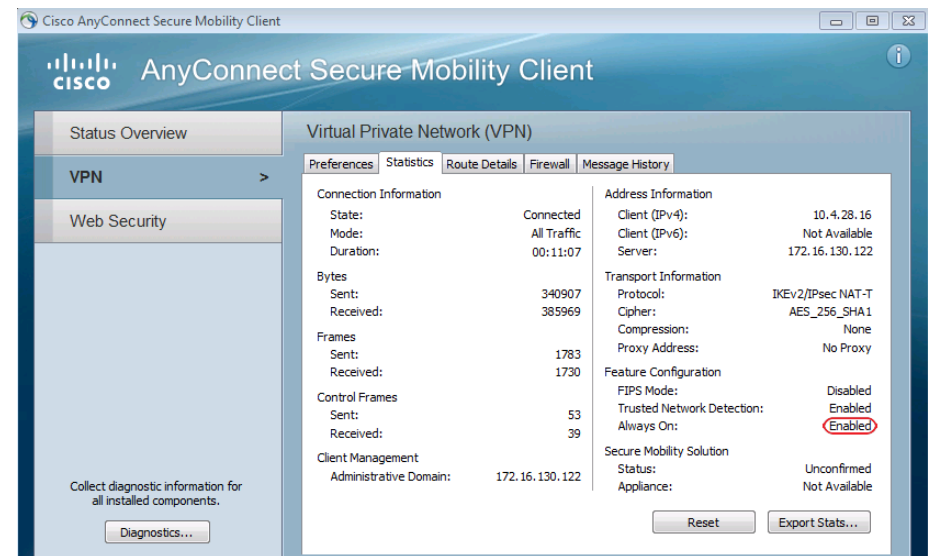 Cisco AnyConnect Secure Mobility Client
CISCO AnyConnect Secure Mobility Client
i
Status Overview
VPN >
Web Security
Collect diagnostic information for
all installed components.
Diagnostics...
Virtual Private Network (VPN)
Preferences Statistics Route Details Firewall Message History
Connection Information
State: Connected
Mode: All Traffic
Duration: 00:11:07
Bytes
Sent: 340907
Received: 385969
Frames
Sent: 1783
Received: 1730
Control Frames
Sent: 53
Received: 39
Client Management
Administrative Domain: 172.16.130.122
Address Information
Client (IPv4): 10.4.28.16
Client (IPv6): Not Available
Server: 172.16.130.122
Transport Information
Protocol: IKEv2/IPsec NAT-T
Cipher: AES_256_SHA1
Compression: None
Proxy Address: No Proxy
Feature Configuration
FIPS Mode: Disabled
Trusted Network Detection: Enabled
Always On: Enabled
Secure Mobility Solution
Status: Unconfirmed
Appliance: Not Available
Reset Export Stats...